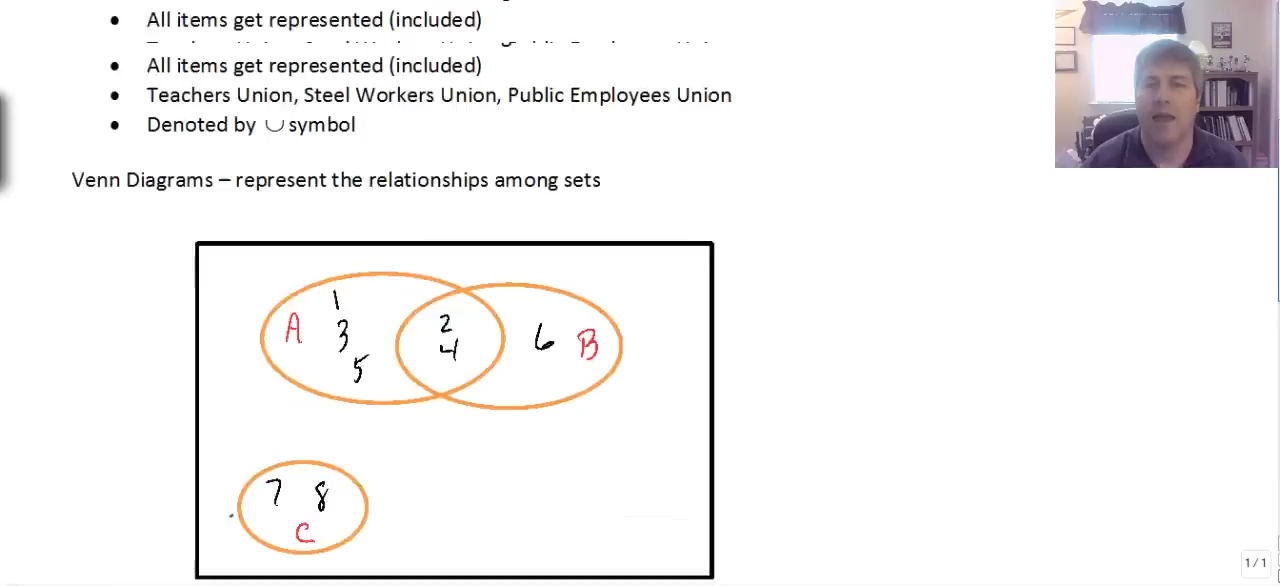 • All items get represented (included)
• All items get represented (included)
• Teachers Union, Steel Workers Union, Public Employees Union
• Denoted by ∪ symbol
Venn Diagrams – represent the relationships among sets
1
A 3 2 6 B
5 4
7 8
C
1 / 1